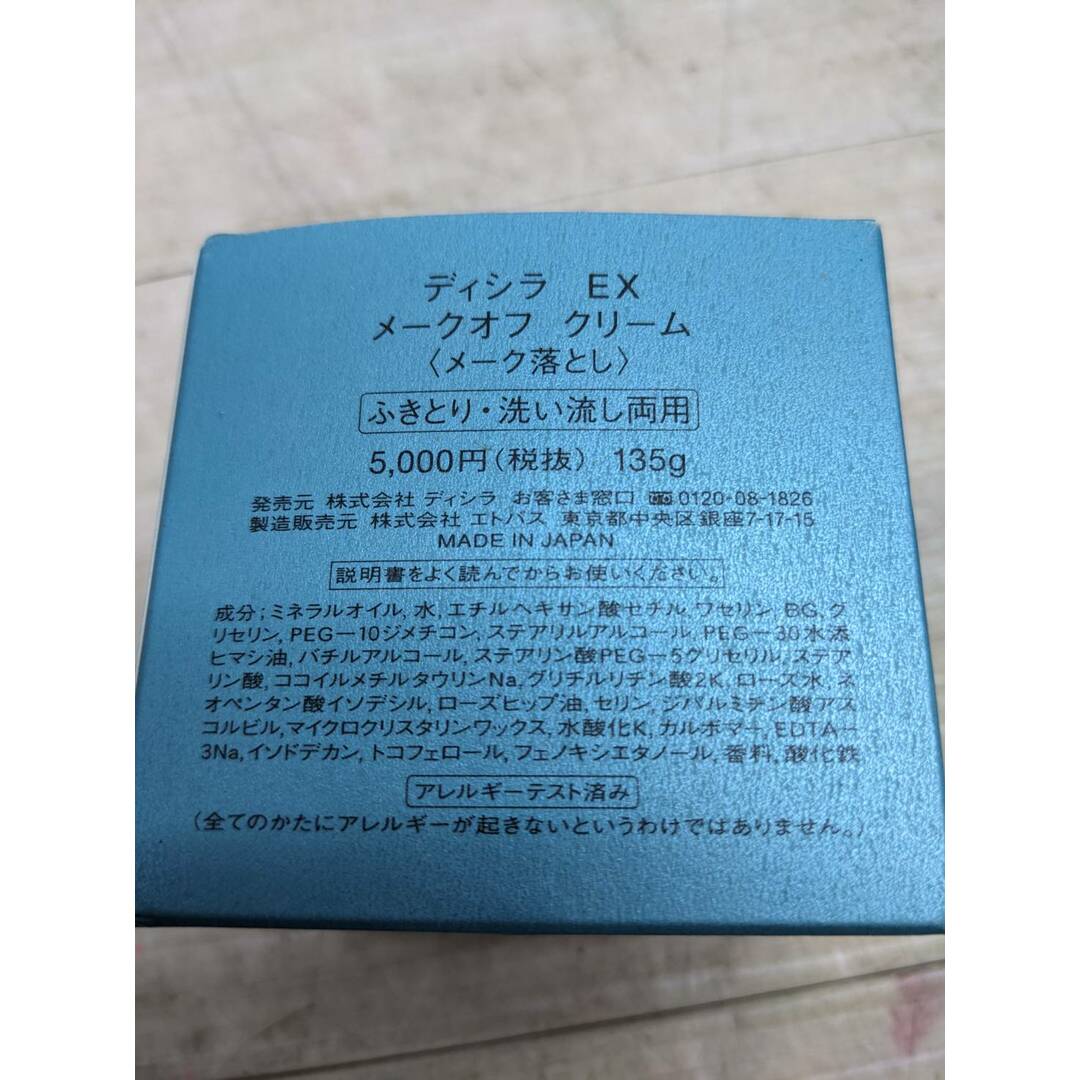 ディシラ EX
メークオフ クリーム
〈メーク落とし〉
ふきとり・洗い流し両用
5,000円(税抜) 135g
発売元 株式会社 ディシラ お客さま窓口 0120-08-1826
製造販売元 株式会社 エトバス 東京都中央区銀座7-17-15
MADE IN JAPAN
説明書をよく読んでからお使いください。
成分;ミネラルオイル,水,エチルヘキサン酸セチル,ワセリン,BG,グ
リセリン,PEG−10ジメチコン,ステアリルアルコール,PEG−30水添
ヒマシ油,バチルアルコール,ステアリン酸PEG−5グリセリル,ステア
リン酸,ココイルメチルタウリンNa,グリチルリチン酸2K,ローズ水,ネ
オペンタン酸イソデシル,ローズヒップ油,セリン,ジパルミチン酸アス
コルビル,マイクロクリスタリンワックス,水酸化K,カルボマー,EDTA−
3Na,イソドデカン,トコフェロール,フェノキシエタノール,香料,酸化鉄
アレルギーテスト済み
(全てのかたにアレルギーが起きないというわけではありません。)